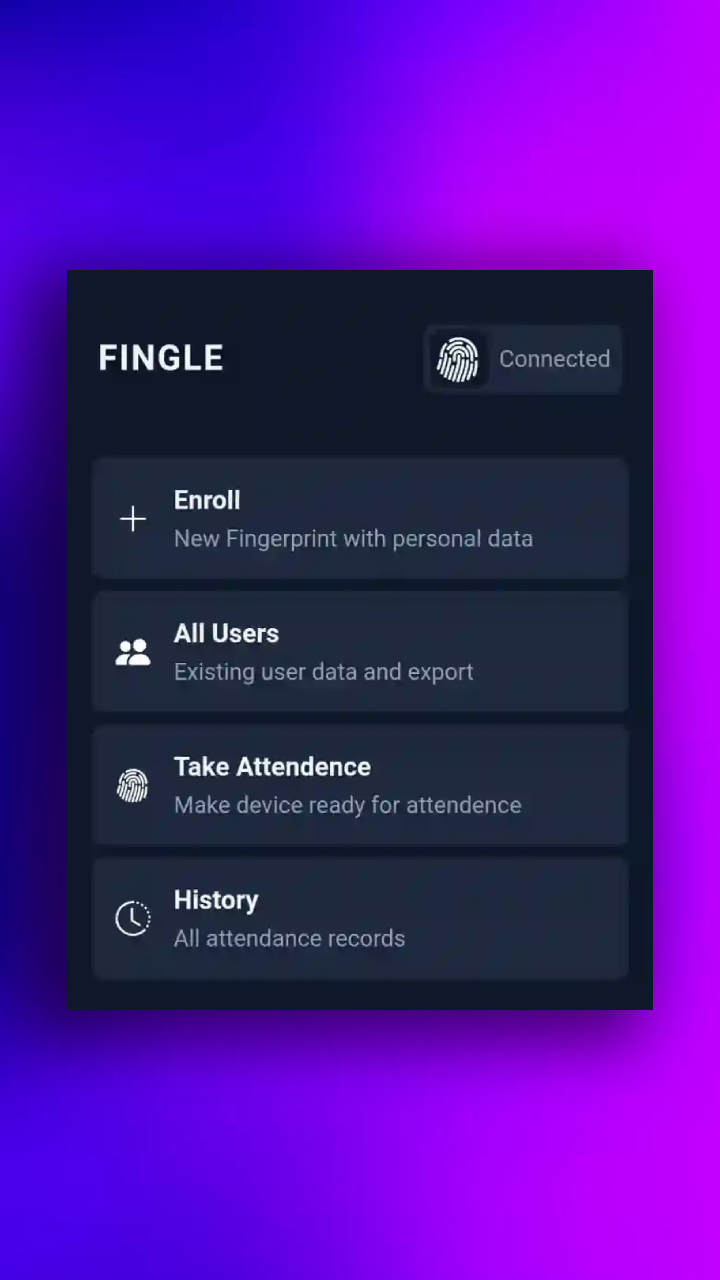 FINGLE
Connected
Enroll
New Fingerprint with personal data
All Users
Existing user data and export
Take Attendence
Make device ready for attendence
History
All attendance records